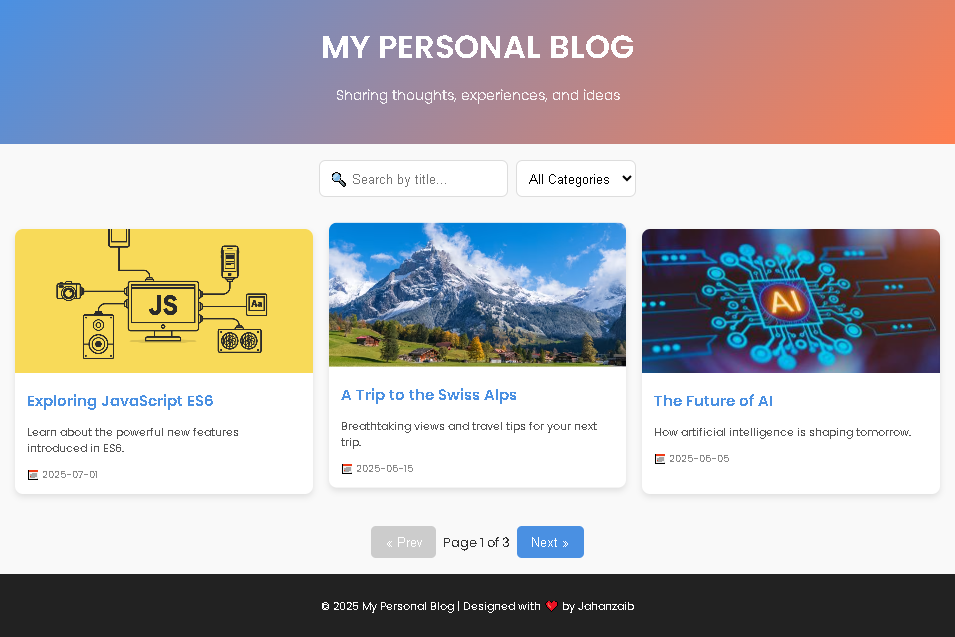 MY PERSONAL BLOG
Sharing thoughts, experiences, and ideas
🔍 Search by title...
All Categories
JS
Aa
Exploring JavaScript ES6
Learn about the powerful new features
introduced in ES6.
📅 2025-07-01
A Trip to the Swiss Alps
Breathtaking views and travel tips for your next
trip.
📅 2025-06-15
AI
The Future of AI
How artificial intelligence is shaping tomorrow.
📅 2025-06-05
« Prev
Page 1 of 3
Next »
© 2025 My Personal Blog | Designed with ❤️ by Jahanzaib